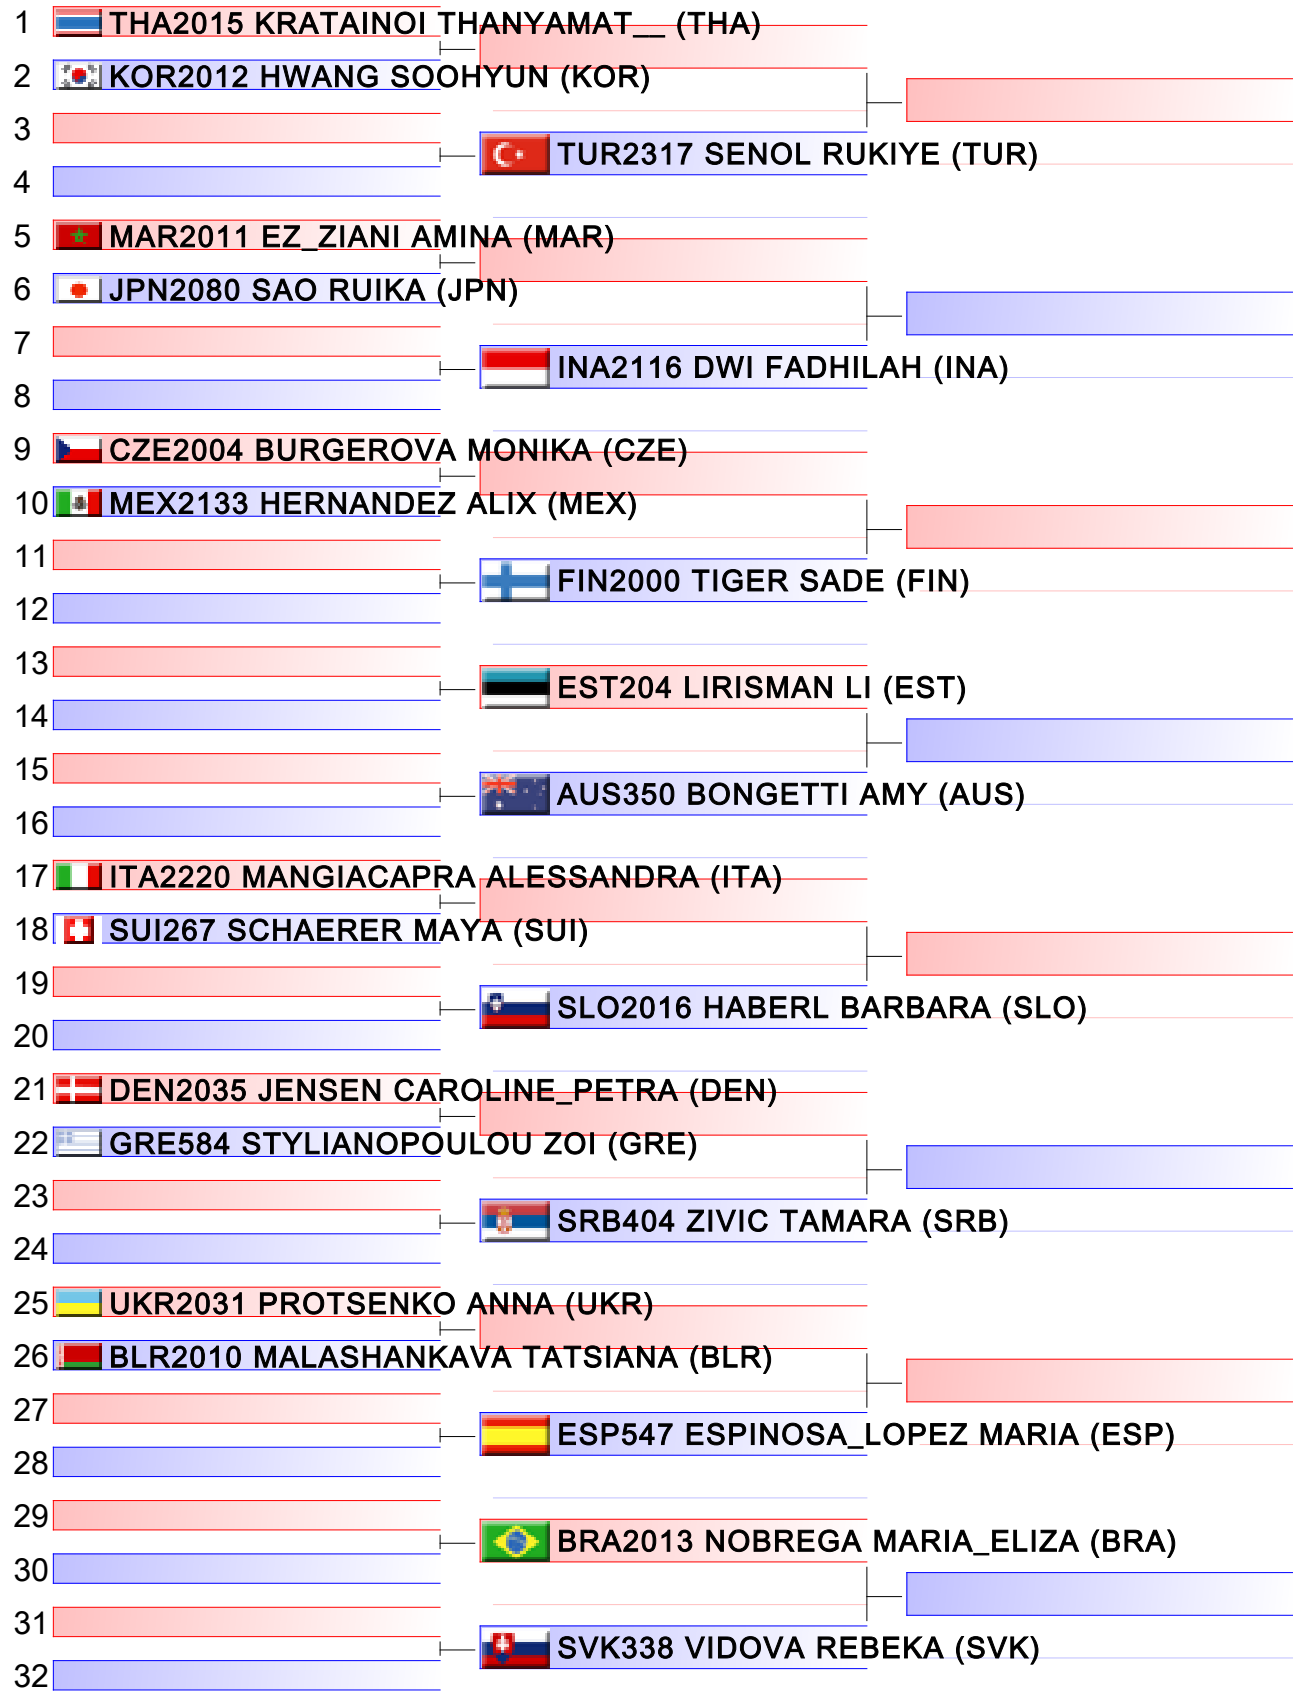 1 THA2015 KRATAINOI THANYAMAT__ (THA)
2 KOR2012 HWANG SOOHYUN (KOR)
3
TUR2317 SENOL RUKIYE (TUR)
4
5 MAR2011 EZ_ZIANI AMINA (MAR)
6 JPN2080 SAO RUIKA (JPN)
7
INA2116 DWI FADHILAH (INA)
8
9 CZE2004 BURGEROVA MONIKA (CZE)
10 MEX2133 HERNANDEZ ALIX (MEX)
11
FIN2000 TIGER SADE (FIN)
12
13
EST204 LIRISMAN LI (EST)
14
15
AUS350 BONGETTI AMY (AUS)
16
17 ITA2220 MANGIACAPRA ALESSANDRA (ITA)
18 SUI267 SCHAERER MAYA (SUI)
19
SLO2016 HABERL BARBARA (SLO)
20
21 DEN2035 JENSEN CAROLINE_PETRA (DEN)
22 GRE584 STYLIANOPOULOU ZOI (GRE)
23
SRB404 ZIVIC TAMARA (SRB)
24
25 UKR2031 PROTSENKO ANNA (UKR)
26 BLR2010 MALASHANKAVA TATSIANA (BLR)
27
ESP547 ESPINOSA_LOPEZ MARIA (ESP)
28
29
BRA2013 NOBREGA MARIA_ELIZA (BRA)
30
31
SVK338 VIDOVA REBEKA (SVK)
32